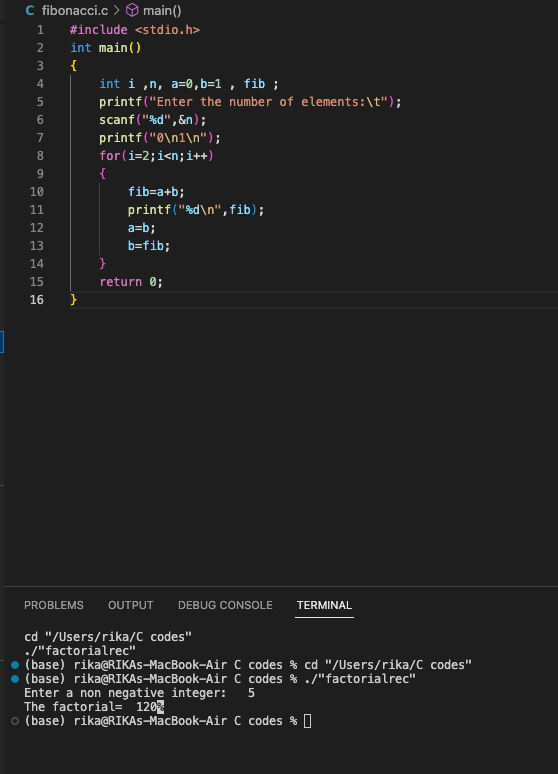 C fibonacci.c > main()
1 #include <stdio.h>
2 int main()
3 {
4     int i ,n, a=0,b=1 , fib ;
5     printf("Enter the number of elements:\t");
6     scanf("%d",&n);
7     printf("0\n1\n");
8     for(i=2;i<n;i++)
9     {
10         fib=a+b;
11         printf("%d\n",fib);
12         a=b;
13         b=fib;
14     }
15     return 0;
16 }
PROBLEMS OUTPUT DEBUG CONSOLE TERMINAL
cd "/Users/rika/C codes"
./"factorialrec"
(base) rika@RIKAs-MacBook-Air C codes % cd "/Users/rika/C codes"
(base) rika@RIKAs-MacBook-Air C codes % ./"factorialrec"
Enter a non negative integer:   5
The factorial=  120%
(base) rika@RIKAs-MacBook-Air C codes %